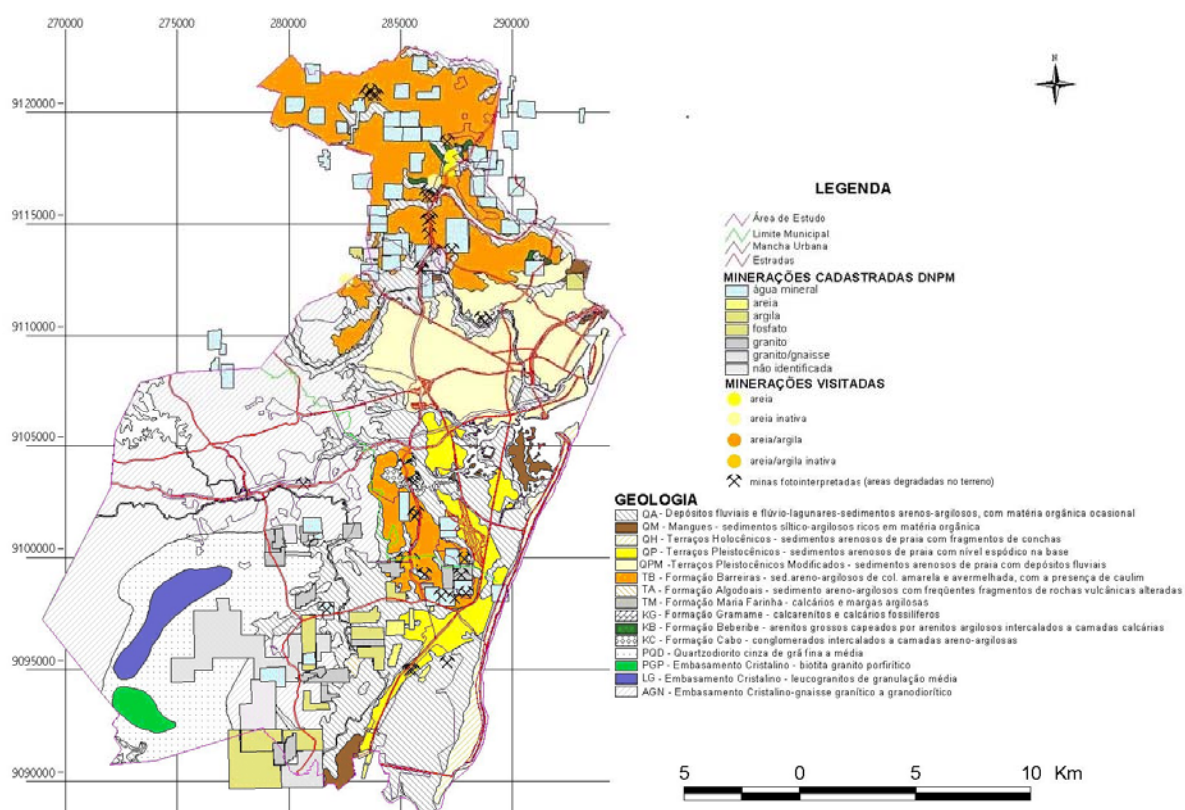 270000 275000 280000 285000 290000
N
9120000
9115000
9110000
9105000
9100000
9095000
9090000
LEGENDA
Área de Estudo
Limite Municipal
Mancha Urbana
Estradas
MINERAÇÕES CADASTRADAS DNPM
água mineral
areia
argila
fosfato
granito
granito/gnaisse
não identificada
MINERAÇÕES VISITADAS
areia
areia inativa
areia/argila
areia/argila inativa
minas fotointerpretadas (areas degradadas no terreno)
GEOLOGIA
QA - Depósitos fluviais e flúvio-lagunares-sedimentos arenos-argilosos, com matéria orgânica ocasional
QM - Mangues - sedimentos síltico-argilosos ricos em matéria orgânica
QH - Terraços Holocênicos - sedimentos arenosos de praia com fragmentos de conchas
QP - Terraços Pleistocênicos - sedimentos arenosos de praia com nível espódico na base
QPM -Terraços Pleistocênicos Modificados - sedimentos arenosos de praia com depósitos fluviais
TB - Formação Barreiras - sed.areno-argilosos de col. amarela e avermelhada, com a presença de caulim
TA - Formação Algodoais - sedimento areno-argilosos com freqüentes fragmentos de rochas vulcânicas alteradas
TM - Formação Maria Farinha - calcários e margas argilosas
KG - Formação Gramame - calcarenitos e calcários fossilíferos
KB - Formação Beberibe - arenitos grossos capeados por arenitos argilosos intercalados a camadas calcárias
KC - Formação Cabo - conglomerados intercalados a camadas areno-argilosas
PQD - Quartzodiorito cinza de grã fina a média
PGP - Embasamento Cristalino - biotita granito porfirítico
LG - Embasamento Cristalino - leucogranitos de granulação média
AGN - Embasamento Cristalino-gnaisse granítico a granodiorítico
5 0 5 10 Km